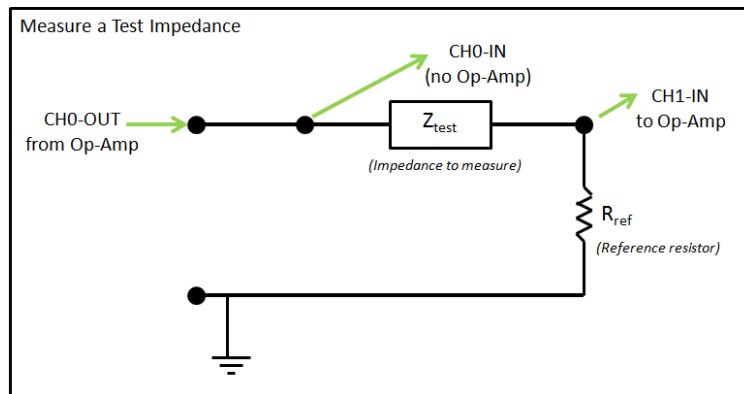 Measure a Test Impedance
CH0-IN
(no Op-Amp)
CH0-OUT
from Op-Amp
Ztest
(Impedance to measure)
CH1-IN
to Op-Amp
Rref
(Reference resistor)